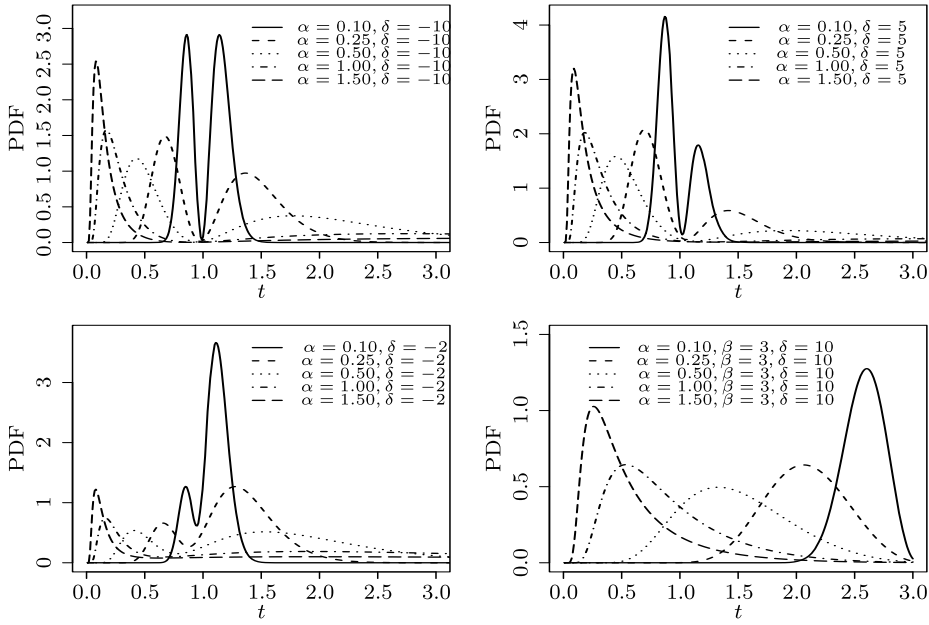 PDF
0.0 0.5 1.0 1.5 2.0 2.5 3.0
α = 0.10, δ = −10
α = 0.25, δ = −10
α = 0.50, δ = −10
α = 1.00, δ = −10
α = 1.50, δ = −10
0.0 0.5 1.0 1.5 2.0 2.5 3.0
t
PDF
0 1 2 3 4
α = 0.10, δ = 5
α = 0.25, δ = 5
α = 0.50, δ = 5
α = 1.00, δ = 5
α = 1.50, δ = 5
0.0 0.5 1.0 1.5 2.0 2.5 3.0
t
PDF
0 1 2 3
α = 0.10, δ = −2
α = 0.25, δ = −2
α = 0.50, δ = −2
α = 1.00, δ = −2
α = 1.50, δ = −2
0.0 0.5 1.0 1.5 2.0 2.5 3.0
t
PDF
0.0 0.5 1.0 1.5
α = 0.10, β = 3, δ = 10
α = 0.25, β = 3, δ = 10
α = 0.50, β = 3, δ = 10
α = 1.00, β = 3, δ = 10
α = 1.50, β = 3, δ = 10
0.0 0.5 1.0 1.5 2.0 2.5 3.0
t